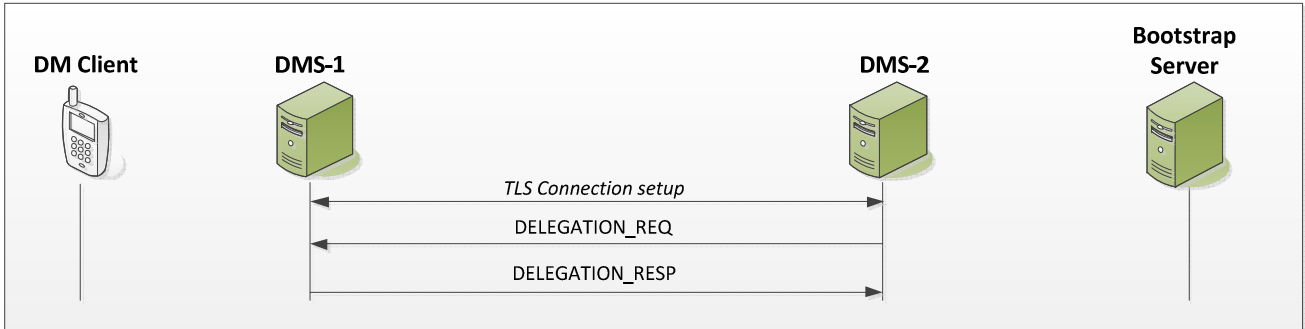 DM Client
DMS-1
DMS-2
Bootstrap
Server
TLS Connection setup
DELEGATION_REQ
DELEGATION_RESP